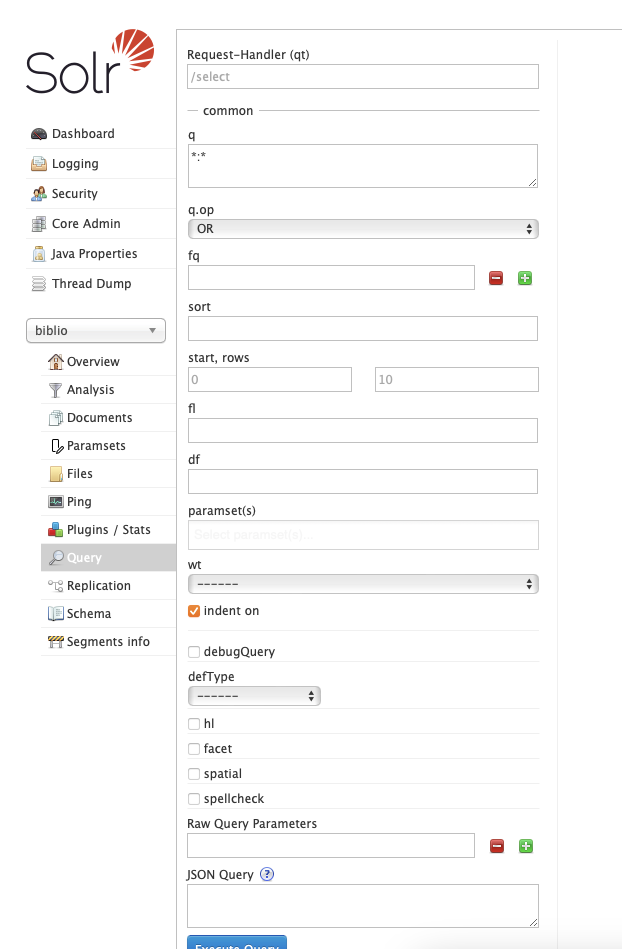 Solr
Dashboard
Logging
Security
Core Admin
Java Properties
Thread Dump
biblio
Overview
Analysis
Documents
Paramsets
Files
Ping
Plugins / Stats
Query
Replication
Schema
Segments info
Request-Handler (qt)
/select
common
q
*:*
q.op
OR
fq
sort
start, rows
0 10
fl
df
paramset(s)
Select paramset(s)...
wt
------
indent on
debugQuery
defType
------
hl
facet
spatial
spellcheck
Raw Query Parameters
JSON Query ?
Execute Query